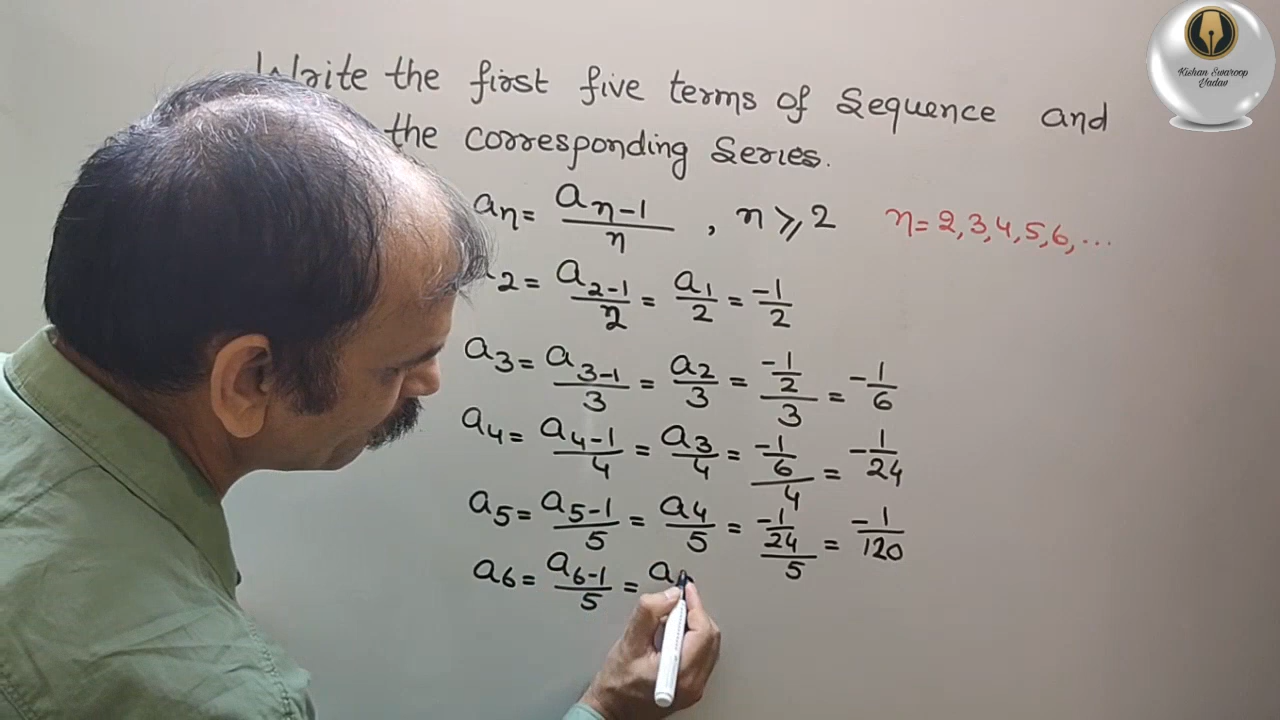 Write the first five terms of Sequence and
the corresponding Series.
an = an-1/n , n ≥ 2 n = 2,3,4,5,6,...
2 = a2-1/2 = a1/2 = -1/2
a3 = a3-1/3 = a2/3 = -1/2/3 = -1/6
a4 = a4-1/4 = a3/4 = -1/6/4 = -1/24
a5 = a5-1/5 = a4/5 = -1/24/5 = -1/120
a6 = a6-1/5 = a
Kishan Swaroop
Yadav